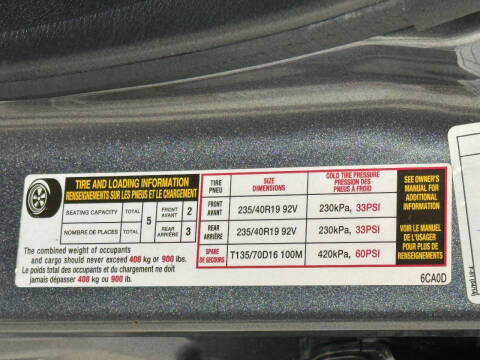 TIRE AND LOADING INFORMATION
RENSEIGNEMENTS SUR LES PNEUS ET LE CHARGEMENT
SEATING CAPACITY TOTAL 5 FRONT AVANT 2
NOMBRE DE PLACES TOTAL REAR ARRIÈRE 3
The combined weight of occupants
and cargo should never exceed 408 kg or 900 lbs.
Le poids total des occupants et du chargement ne doit
jamais dépasser 408 kg ou 900 lb.
TIRE PNEU SIZE DIMENSIONS COLD TIRE PRESSURE PRESSION DES PNEUS À FROID
FRONT AVANT 235/40R19 92V 230kPa, 33PSI
REAR ARRIÈRE 235/40R19 92V 230kPa, 33PSI
SPARE DE SECOURS T135/70D16 100M 420kPa, 60PSI
SEE OWNER'S
MANUAL FOR
ADDITIONAL
INFORMATION
VOIR LE MANUEL
DE L'USAGER
POUR PLUS DE
RENSEIGNEMENTS
6CA0D